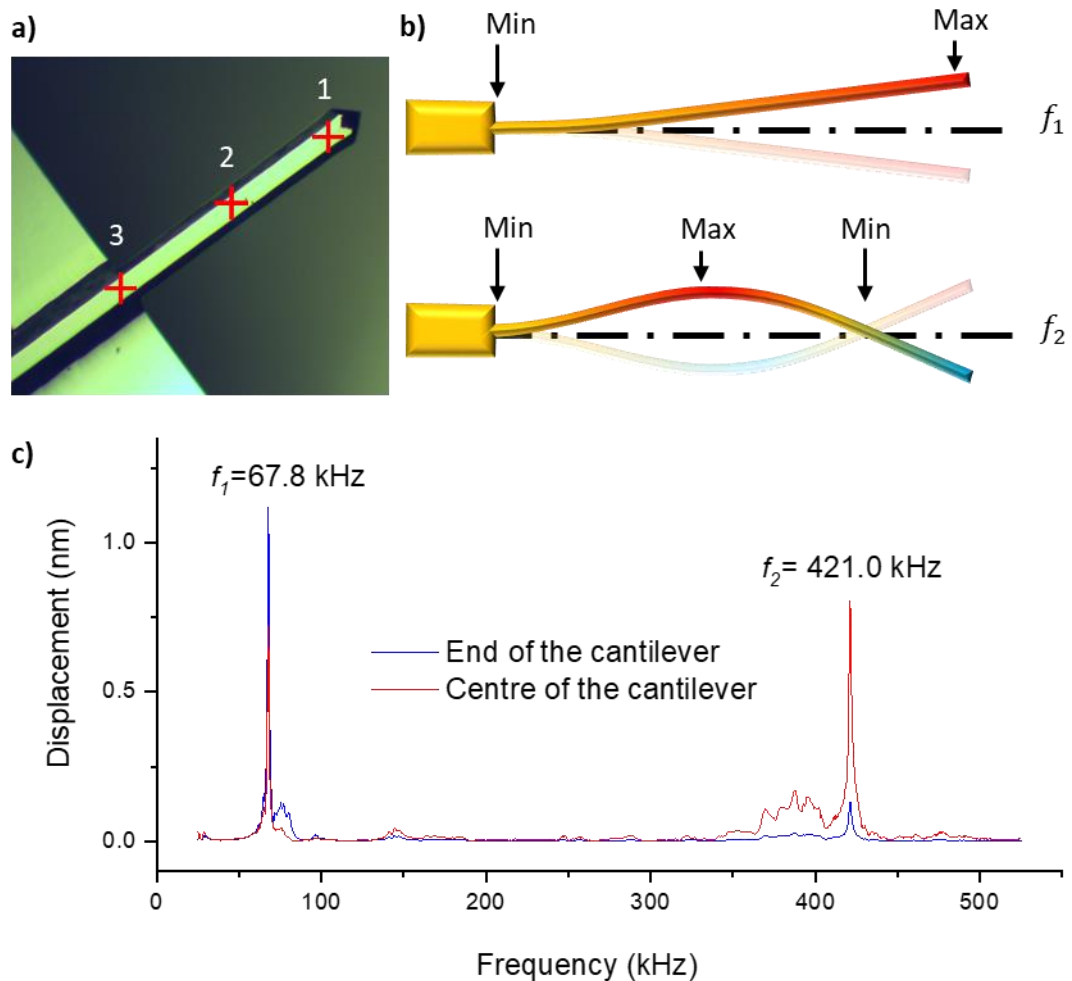 a)
1
2
3
b)
Min
Max
f₁
Min
Max
Min
f₂
c)
f₁=67.8 kHz
f₂= 421.0 kHz
End of the cantilever
Centre of the cantilever
Displacement (nm)
1.0
0.5
0.0
0 100 200 300 400 500
Frequency (kHz)